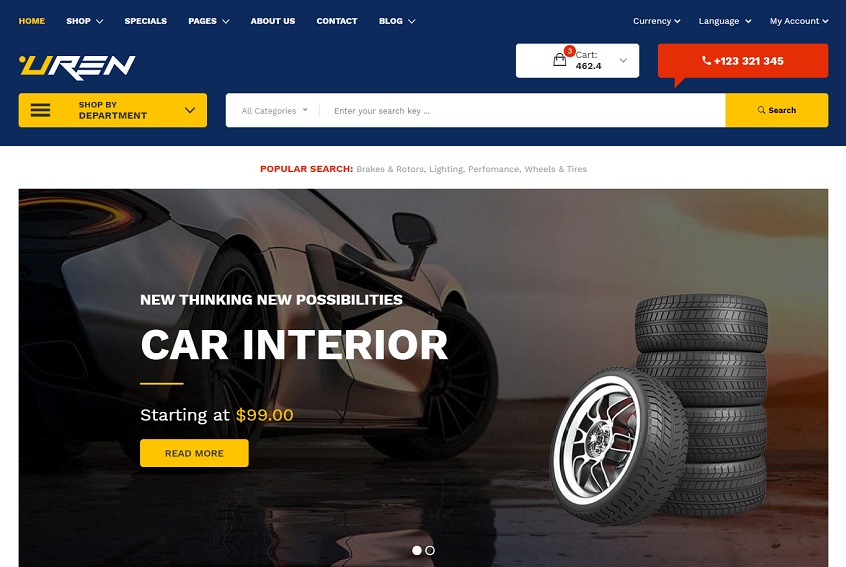 HOME SHOP SPECIALS PAGES ABOUT US CONTACT BLOG Currency Language My Account
UREN
3
Cart:
462.4
+123 321 345
SHOP BY
DEPARTMENT
All Categories
Enter your search key ...
Search
POPULAR SEARCH: Brakes & Rotors, Lighting, Perfomance, Wheels & Tires
NEW THINKING NEW POSSIBILITIES
CAR INTERIOR
Starting at $99.00
READ MORE